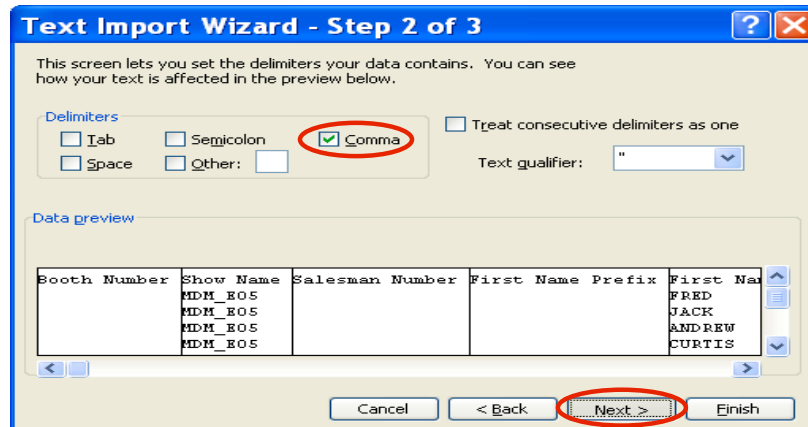 Text Import Wizard - Step 2 of 3
?
This screen lets you set the delimiters your data contains. You can see
how your text is affected in the preview below.
Delimiters
Tab Semicolon Comma
Space Other:
Treat consecutive delimiters as one
Text qualifier: "
Data preview
Booth Number Show Name Salesman Number First Name Prefix First Na
MDM_E05 FRED
MDM_E05 JACK
MDM_E05 ANDREW
MDM_E05 CURTIS
Cancel < Back Next > Finish